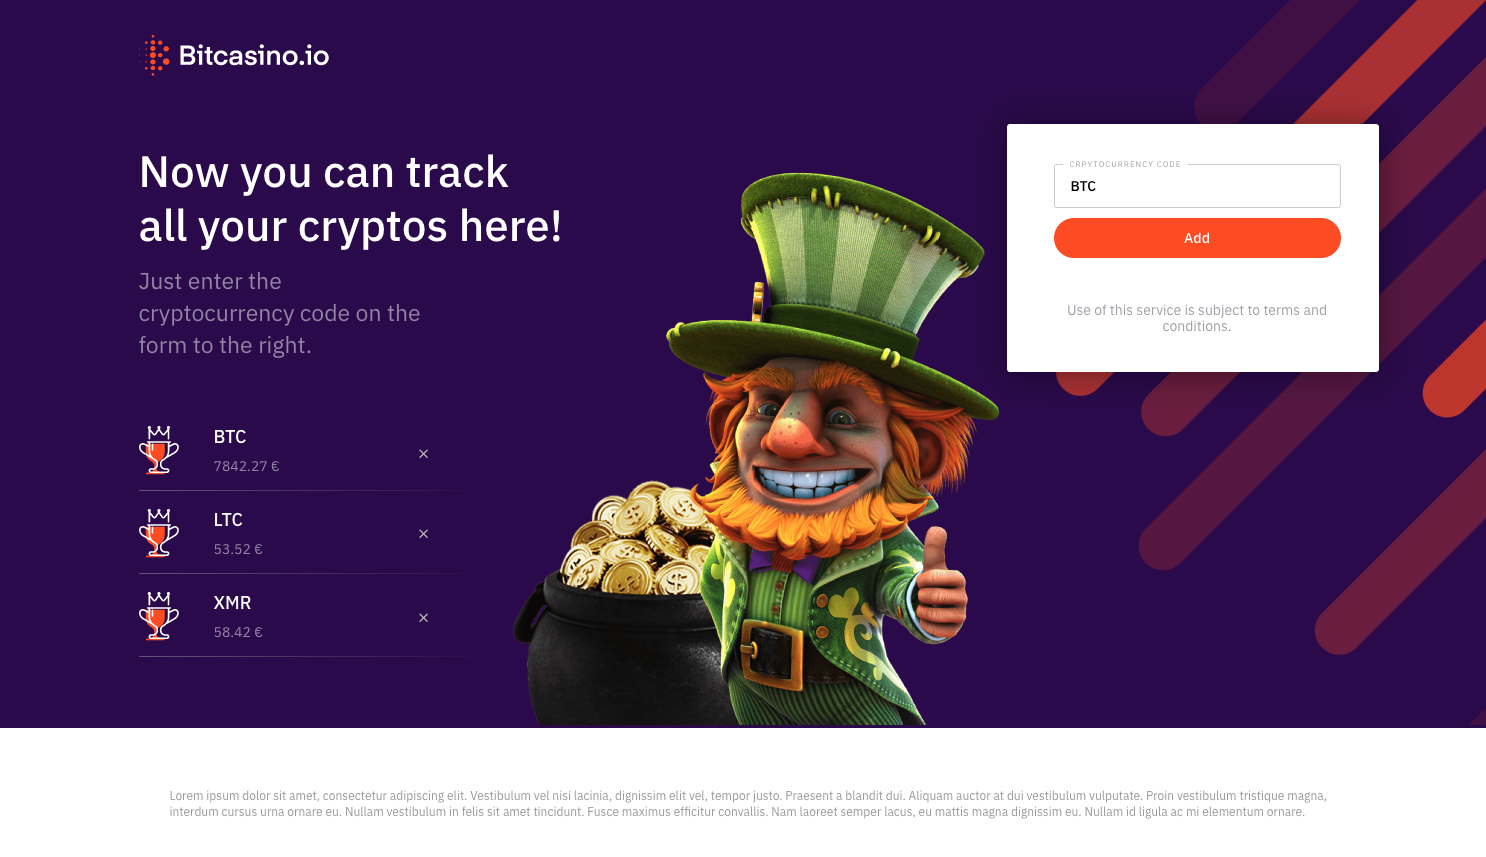 Bitcasino.io
Now you can track
all your cryptos here!
Just enter the
cryptocurrency code on the
form to the right.
BTC
7842.27 €
×
LTC
53.52 €
×
XMR
58.42 €
×
CRPYTOCURRENCY CODE
BTC
Add
Use of this service is subject to terms and
conditions.
Lorem ipsum dolor sit amet, consectetur adipiscing elit. Vestibulum vel nisi lacinia, dignissim elit vel, tempor justo. Praesent a blandit dui. Aliquam auctor at dui vestibulum vulputate. Proin vestibulum tristique magna,
interdum cursus urna ornare eu. Nullam vestibulum in felis sit amet tincidunt. Fusce maximus efficitur convallis. Nam laoreet semper lacus, eu mattis magna dignissim eu. Nullam id ligula ac mi elementum ornare.